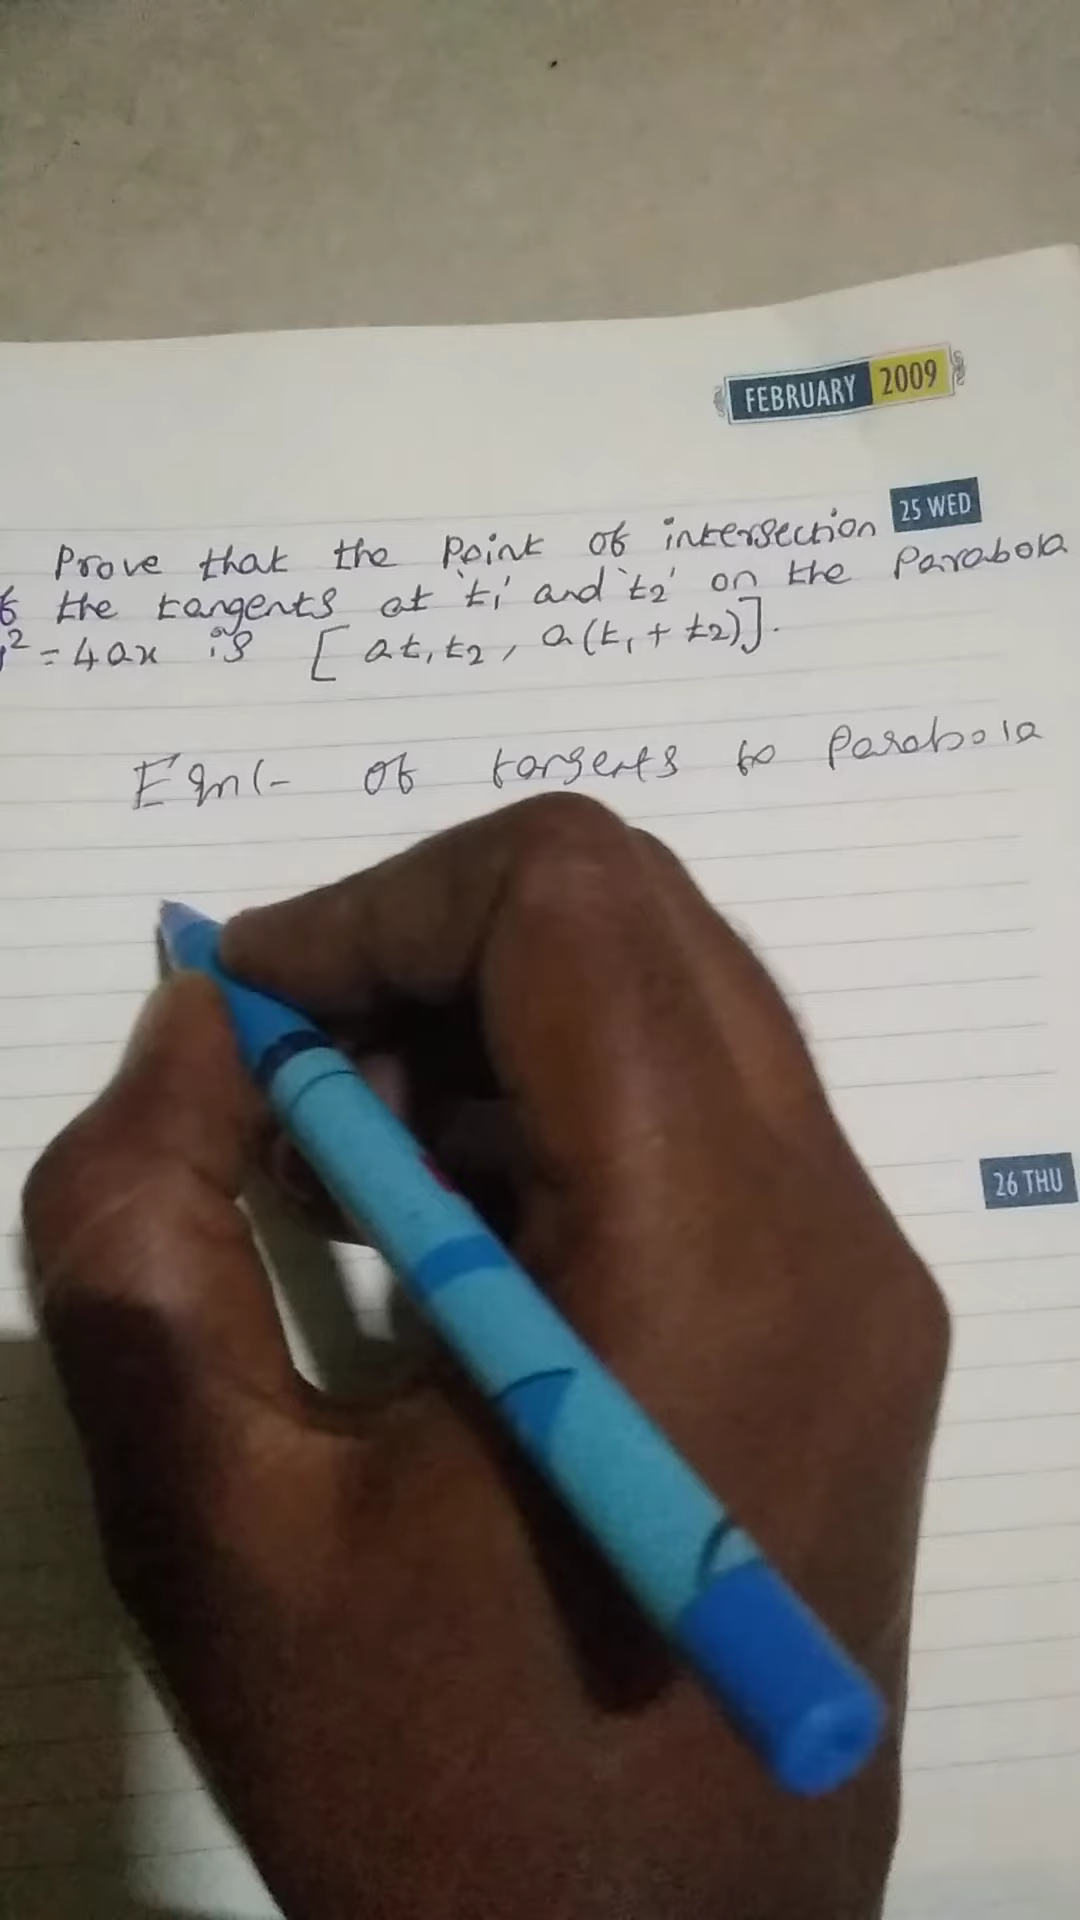 FEBRUARY 2009
25 WED
Prove that the Point of intersection
the tangents at 't1' and 't2' on the Parabola
² = 4ax is [at1t2, a(t1 + t2)].
Eqn(- of tangents to Parabola
26 THU